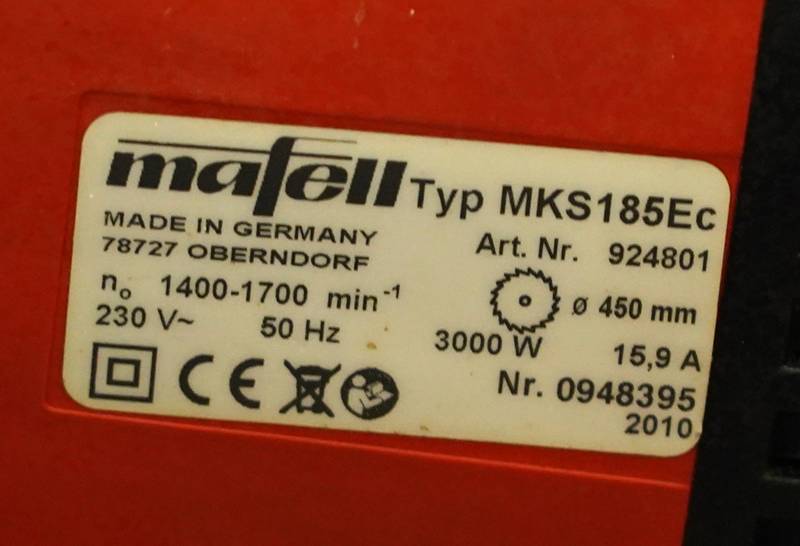 mafell Typ MKS185Ec
MADE IN GERMANY
78727 OBERNDORF
Art. Nr. 924801
n₀ 1400-1700 min⁻¹
ø 450 mm
230 V~ 50 Hz
3000 W 15,9 A
CE
Nr. 0948395
2010